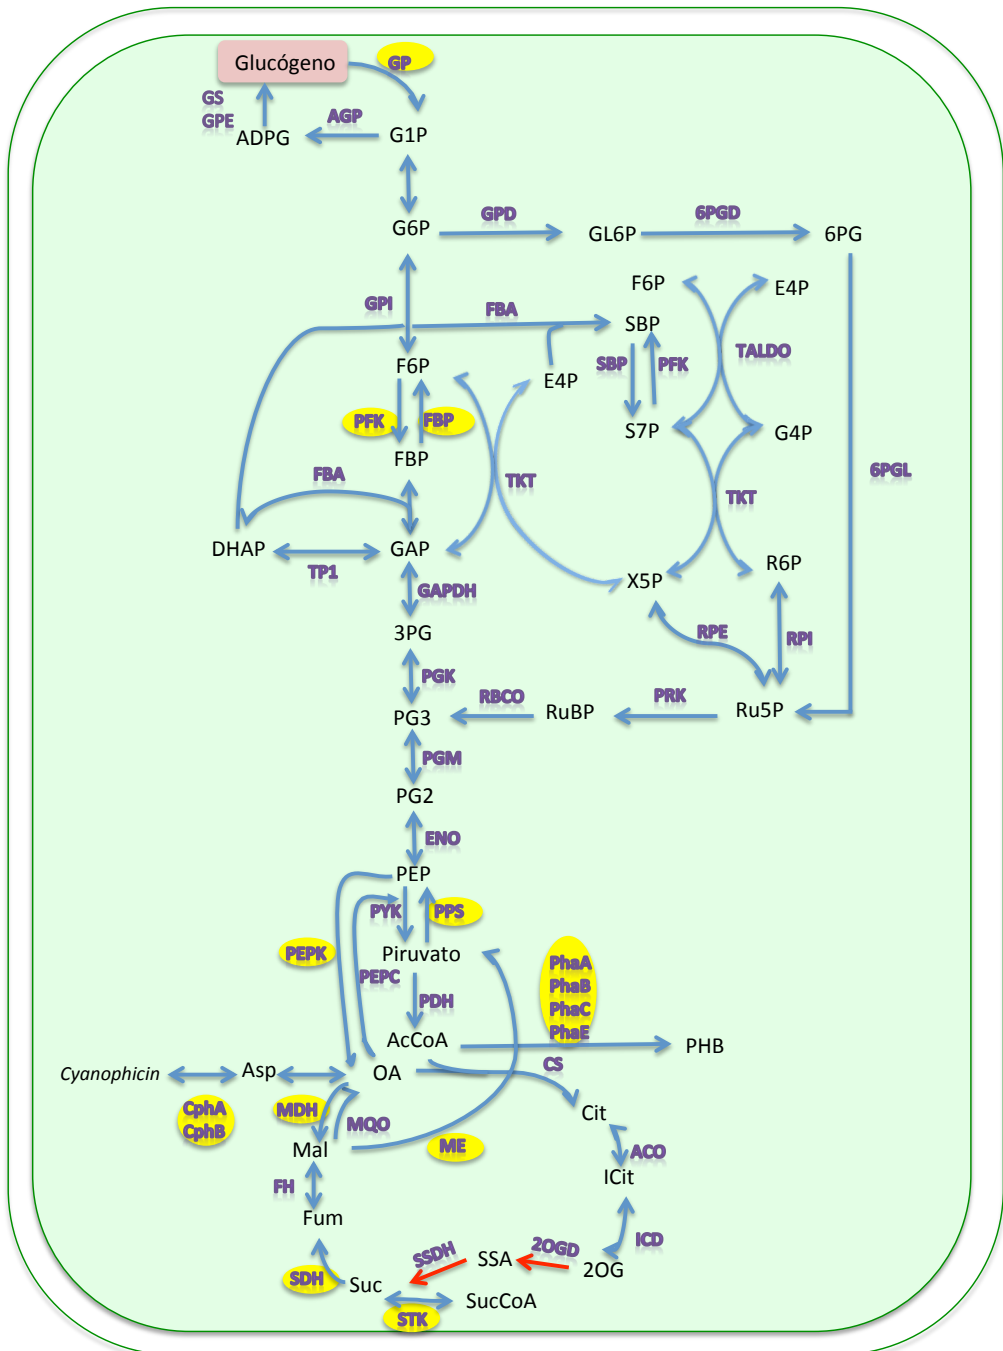 Glucógeno
GP
GS
GPE
ADPG
AGP
G1P
G6P
GPD
GL6P
6PGD
6PG
F6P
E4P
GPI
FBA
SBP
F6P
E4P
SBP
PFK
TALDO
PFK
FBP
S7P
G4P
FBP
FBA
TKT
6PGL
TKT
DHAP
GAP
TP1
X5P
R6P
GAPDH
3PG
RPE
RPI
PGK
RBCO
PRK
PG3
RuBP
Ru5P
PGM
PG2
ENO
PEP
PYK
PPS
PEPK
Piruvato
PEPC
PDH
PhaA
PhaB
PhaC
PhaE
AcCoA
PHB
CS
Cyanophicin
Asp
OA
CphA
CphB
MDH
MQO
Cit
Mal
ME
ACO
ICit
FH
Fum
ICD
SSDH
SSA
2OGD
2OG
SDH
Suc
SucCoA
STK